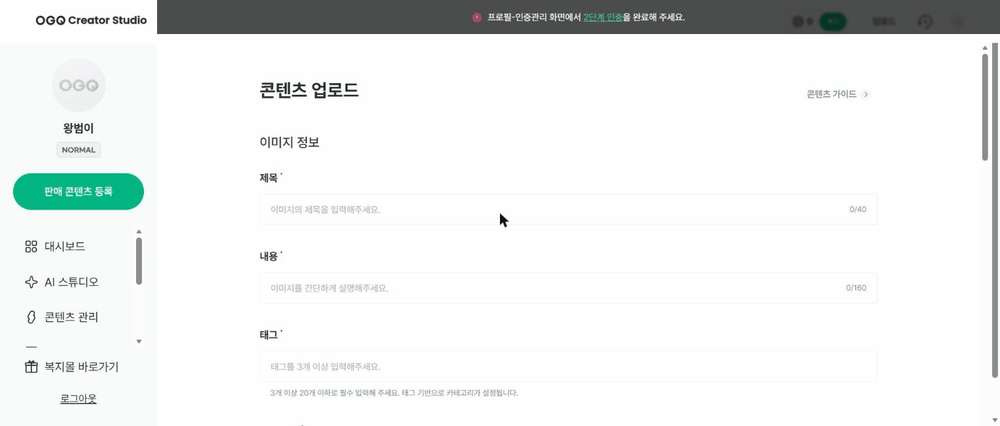 OGQ Creator Studio
프로필-인증관리 화면에서 2단계 인증을 완료해 주세요.
업로드
OGQ
왕범이
NORMAL
판매 콘텐츠 등록
대시보드
AI 스튜디오
콘텐츠 관리
복지몰 바로가기
로그아웃
콘텐츠 업로드
콘텐츠 가이드
이미지 정보
제목 *
이미지의 제목을 입력해주세요.
0/40
내용 *
이미지를 간단하게 설명해주세요.
0/160
태그 *
태그를 3개 이상 입력해주세요.
3개 이상 20개 이하로 필수 입력해 주세요. 태그 기반으로 카테고리가 설정됩니다.